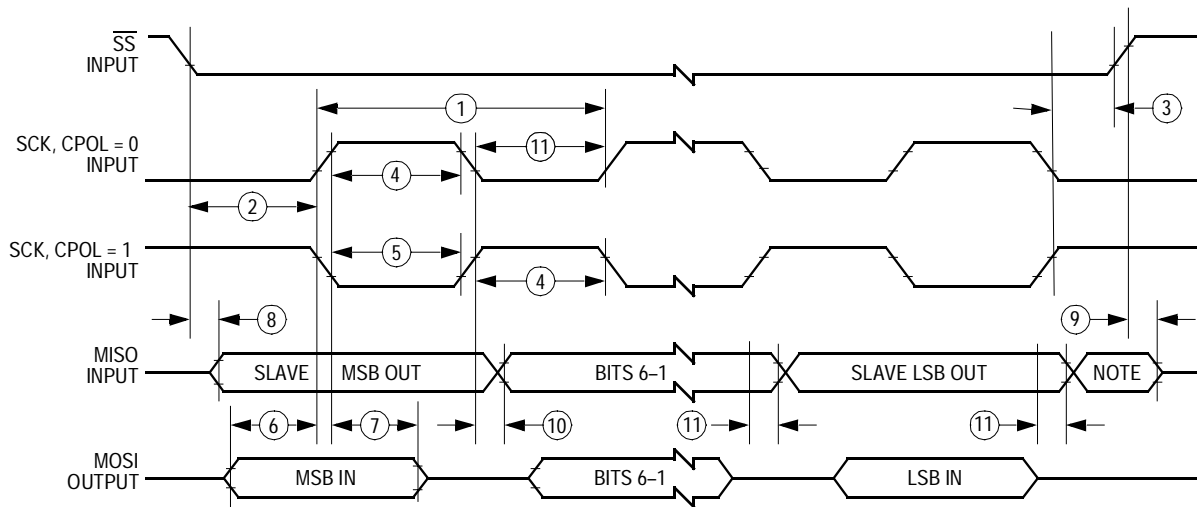 SS
INPUT
1
3
SCK, CPOL = 0
INPUT
11
4
2
SCK, CPOL = 1
INPUT
5
4
8
9
MISO
INPUT
SLAVE MSB OUT
BITS 6–1
SLAVE LSB OUT
NOTE
6
7
10
11
11
MOSI
OUTPUT
MSB IN
BITS 6–1
LSB IN